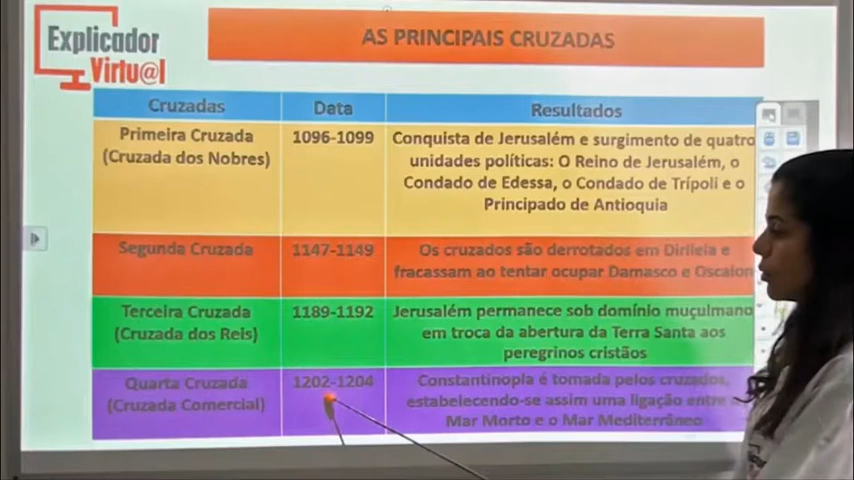 Explicador
Virtu@l
AS PRINCIPAIS CRUZADAS
Cruzadas
Data
Resultados
Primeira Cruzada
(Cruzada dos Nobres)
1096-1099
Conquista de Jerusalém e surgimento de quatro
unidades políticas: O Reino de Jerusalém, o
Condado de Edessa, o Condado de Trípoli e o
Principado de Antioquia
Segunda Cruzada
1147-1149
Os cruzados são derrotados em Dirileia e
fracassam ao tentar ocupar Damasco e Oscalon
Terceira Cruzada
(Cruzada dos Reis)
1189-1192
Jerusalém permanece sob domínio muçulmano
em troca da abertura da Terra Santa aos
peregrinos cristãos
Quarta Cruzada
(Cruzada Comercial)
1202-1204
Constantinopla é tomada pelos cruzados,
estabelecendo-se assim uma ligação entre o
Mar Morto e o Mar Mediterrâneo